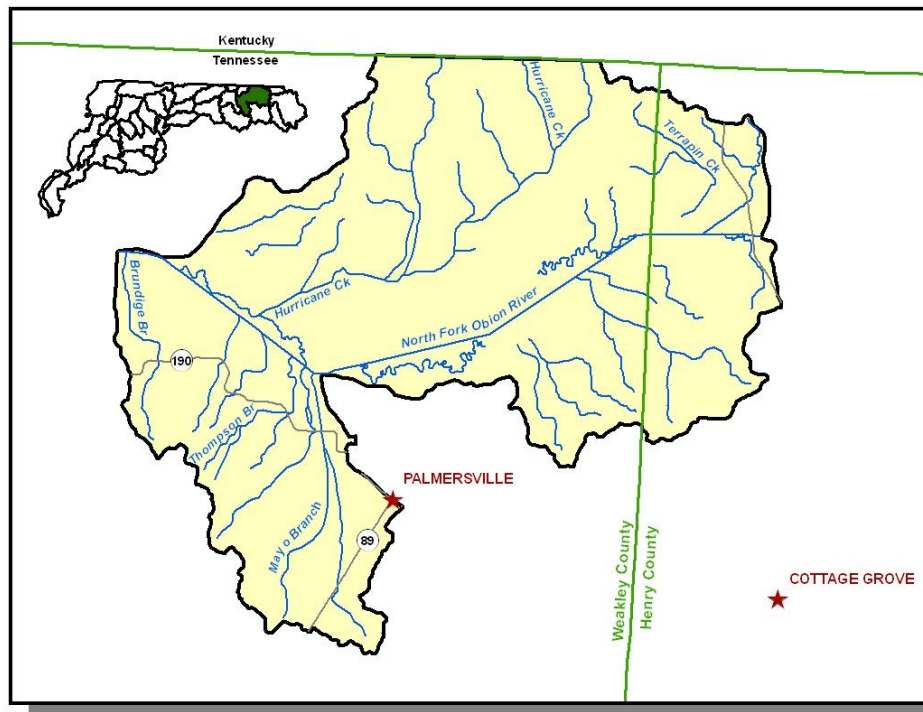 Kentucky
Tennessee
Hurricane Ck
Terrapin Ck
Brundige Br
Hurricane Ck
North Fork Obion River
190
Thompson Br
PALMERSVILLE
Mayo Branch
89
COTTAGE GROVE
Weakley County
Henry County